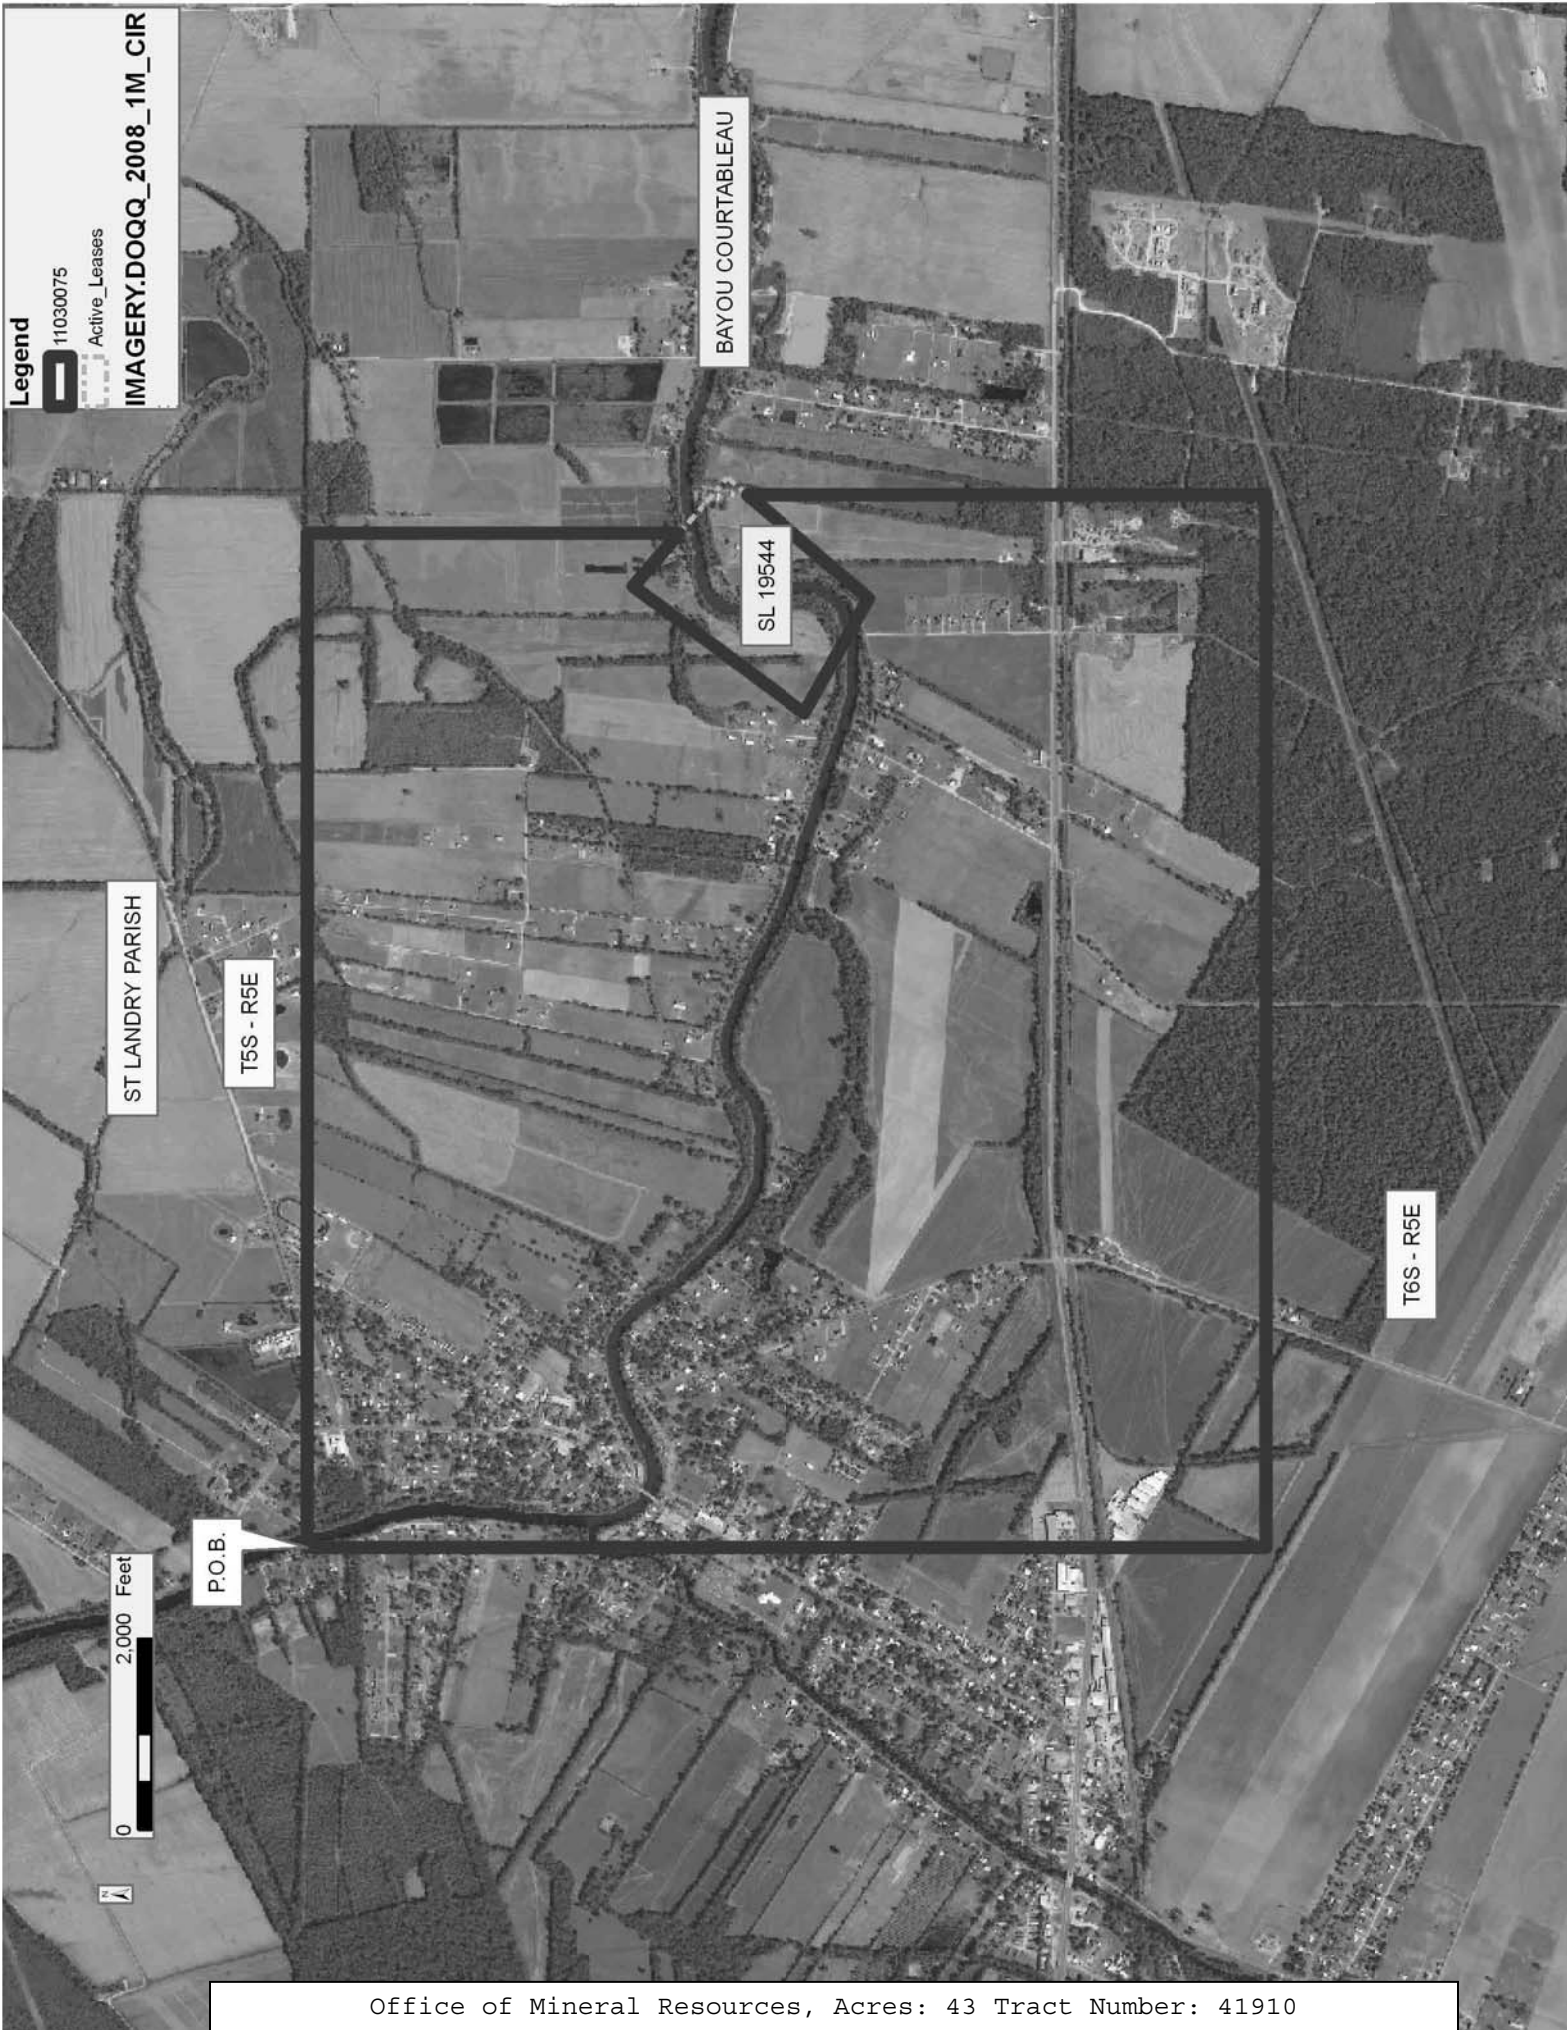 Legend
11030075
Active_Leases
IMAGERY.DOQQ_2008_1M_CIR
ST LANDRY PARISH
T5S - R5E
BAYOU COURTABLEAU
SL 19544
T6S - R5E
P.O.B.
0 2,000 Feet
N
Office of Mineral Resources, Acres: 43 Tract Number: 41910